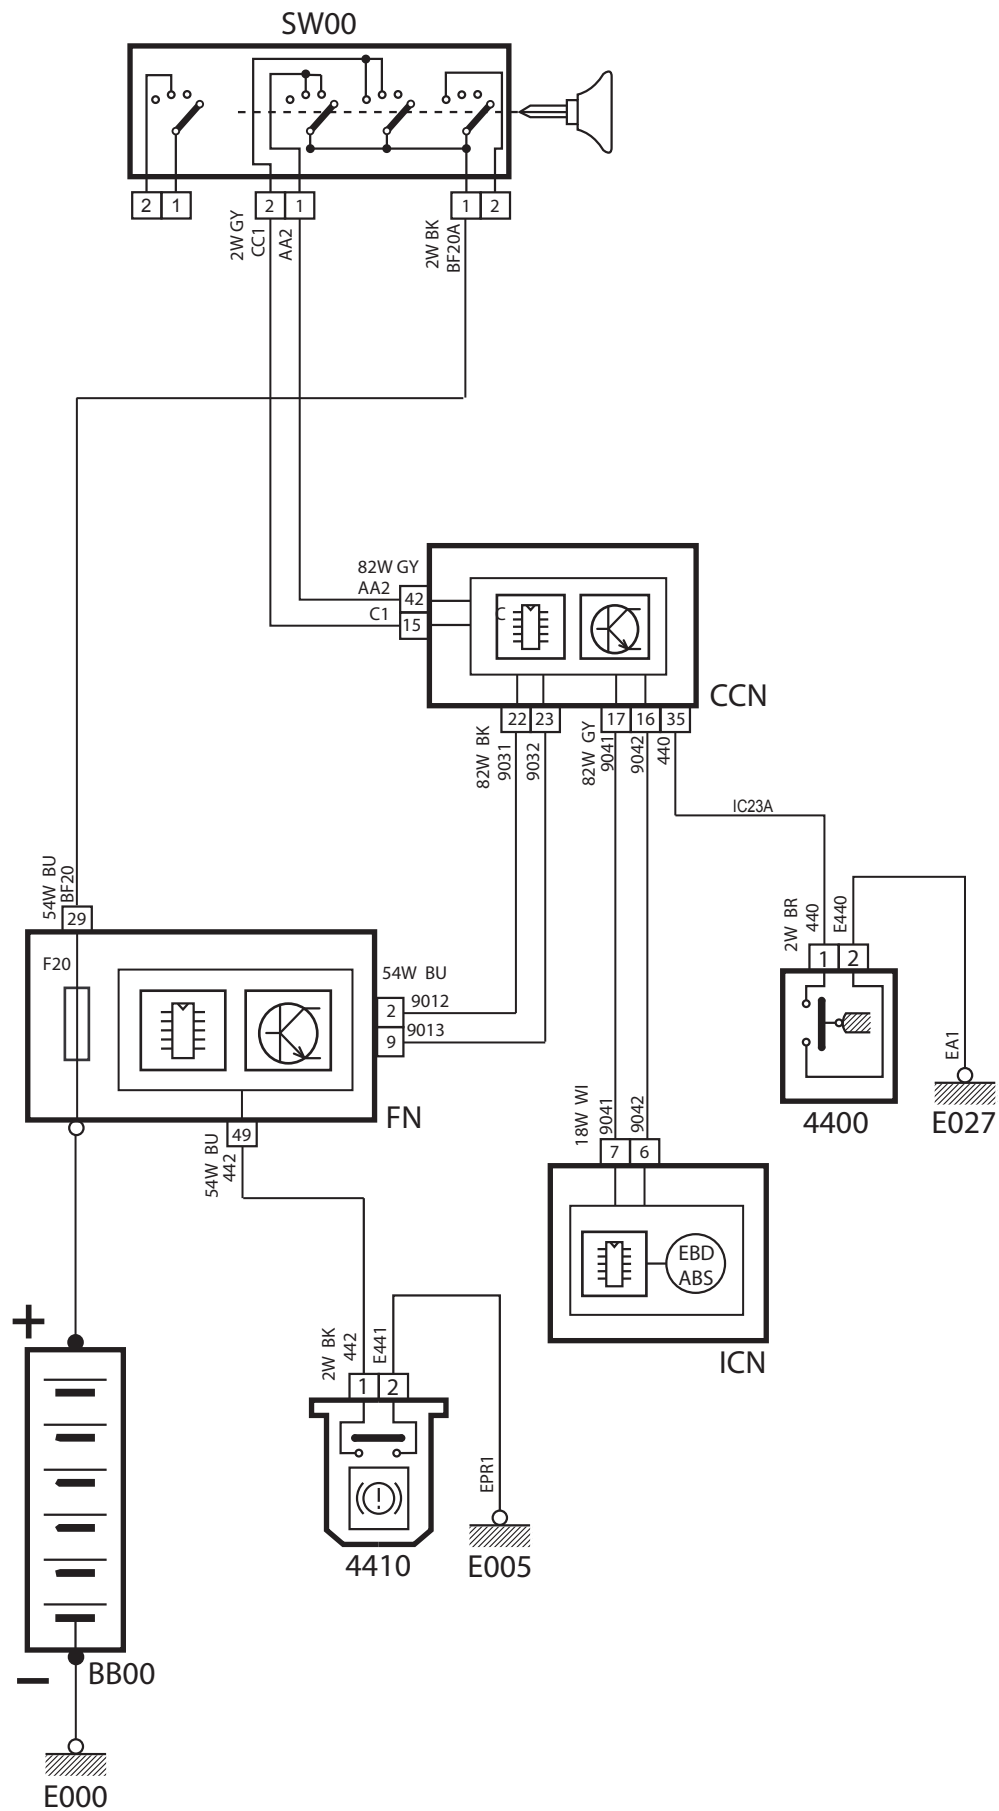 SW00
2 1
2 1
1 2
2W GY
CC1
AA2
2W BK
BF20A
82W GY
AA2
42
C1
15
C
CCN
22 23
17 16 35
82W BK
9031
9032
82W GY
9041
9042
440
IC23A
54W BU
BF20
29
F20
54W BU
2
9012
9
9013
FN
49
54W BU
442
2W BR
440
E440
1 2
4400
EA1
E027
18W WI
9041
9042
7 6
EBD
ABS
ICN
+
2W BK
442
E441
1 2
(!)
4410
EPR1
E005
–
BB00
E000